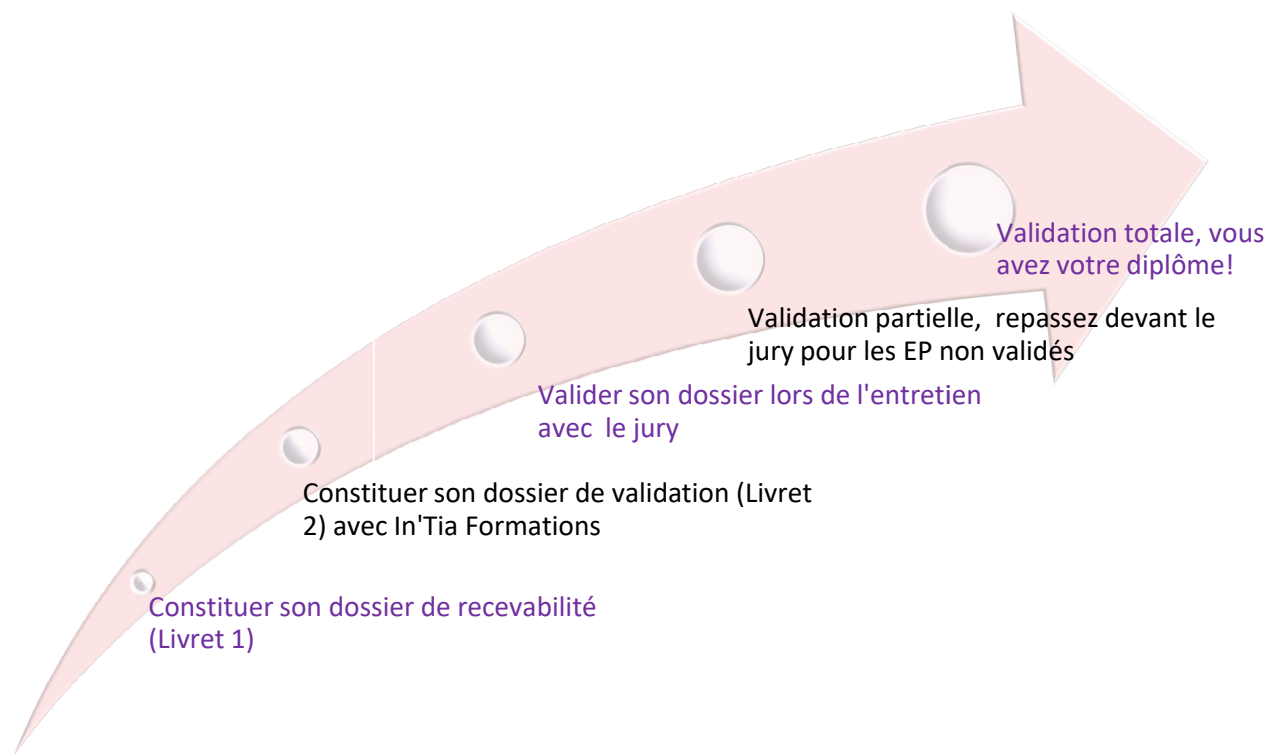 Validation totale, vous
avez votre diplôme!
Validation partielle,  repassez devant le
jury pour les EP non validés
Valider son dossier lors de l'entretien
avec  le jury
Constituer son dossier de validation (Livret
2) avec In'Tia Formations
Constituer son dossier de recevabilité
(Livret 1)